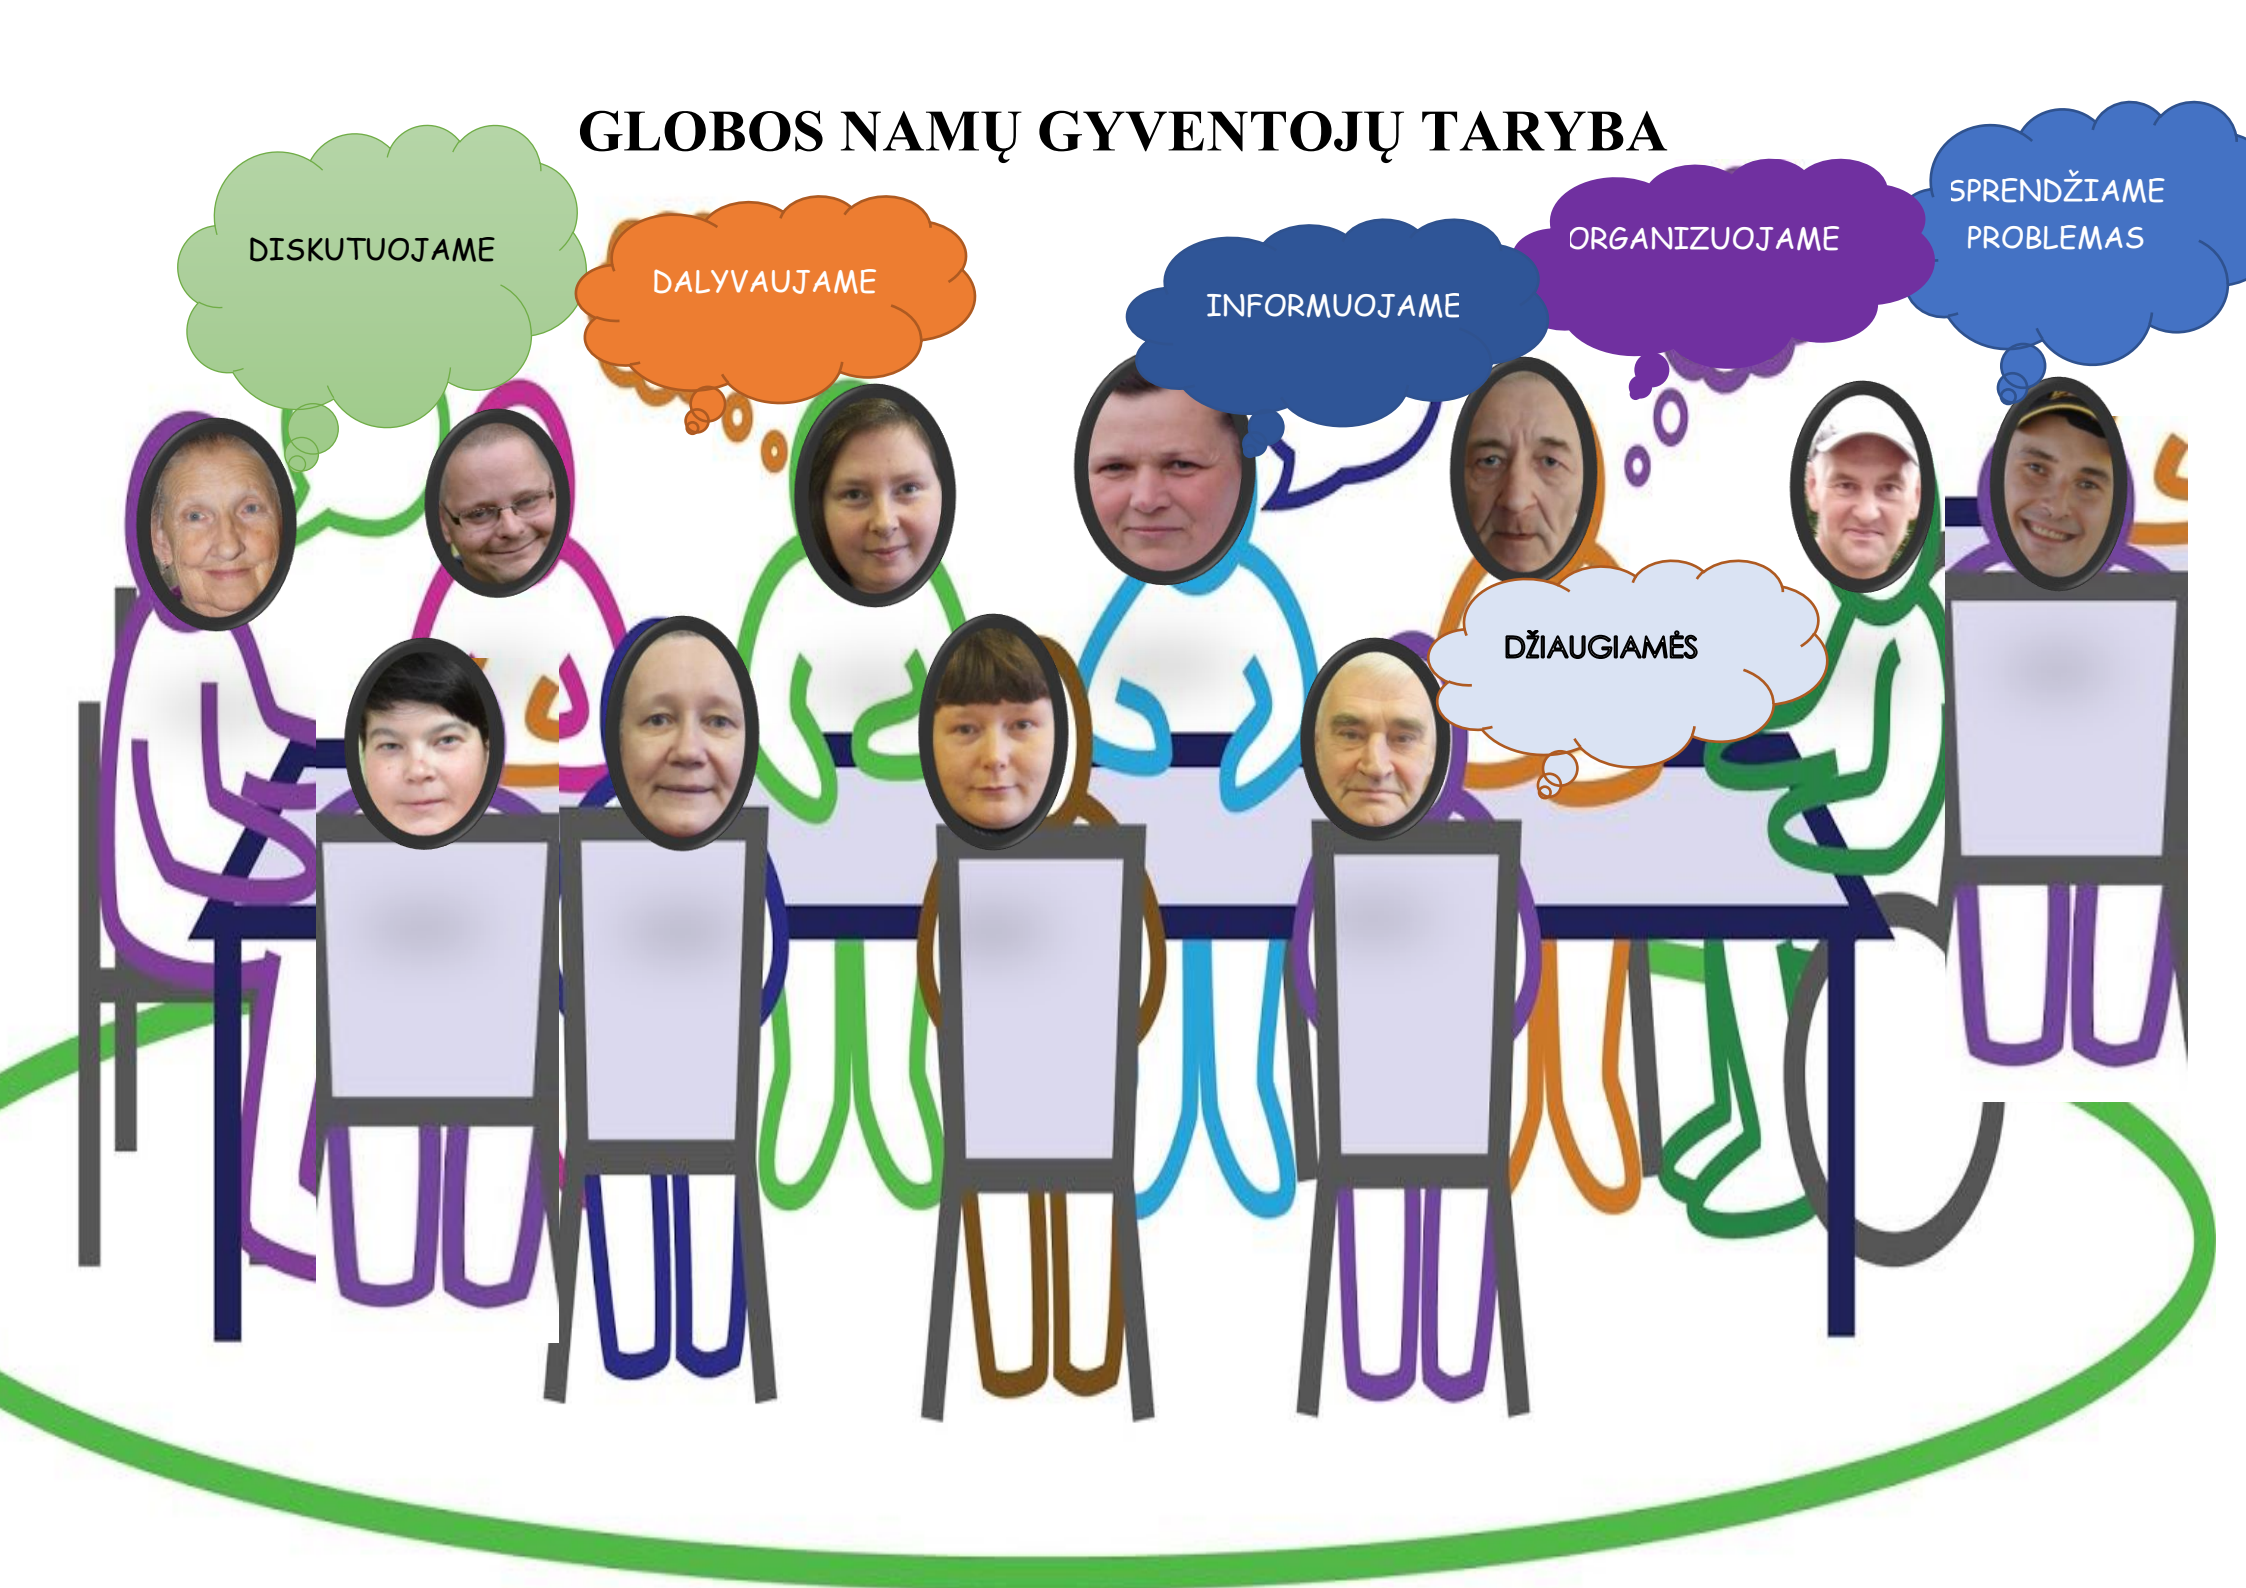 GLOBOS NAMŲ GYVENTOJŲ TARYBA
DISKUTUOJAME
DALYVAUJAME
INFORMUOJAME
ORGANIZUOJAME
SPRENDŽIAME
PROBLEMAS
DŽIAUGIAMĖS